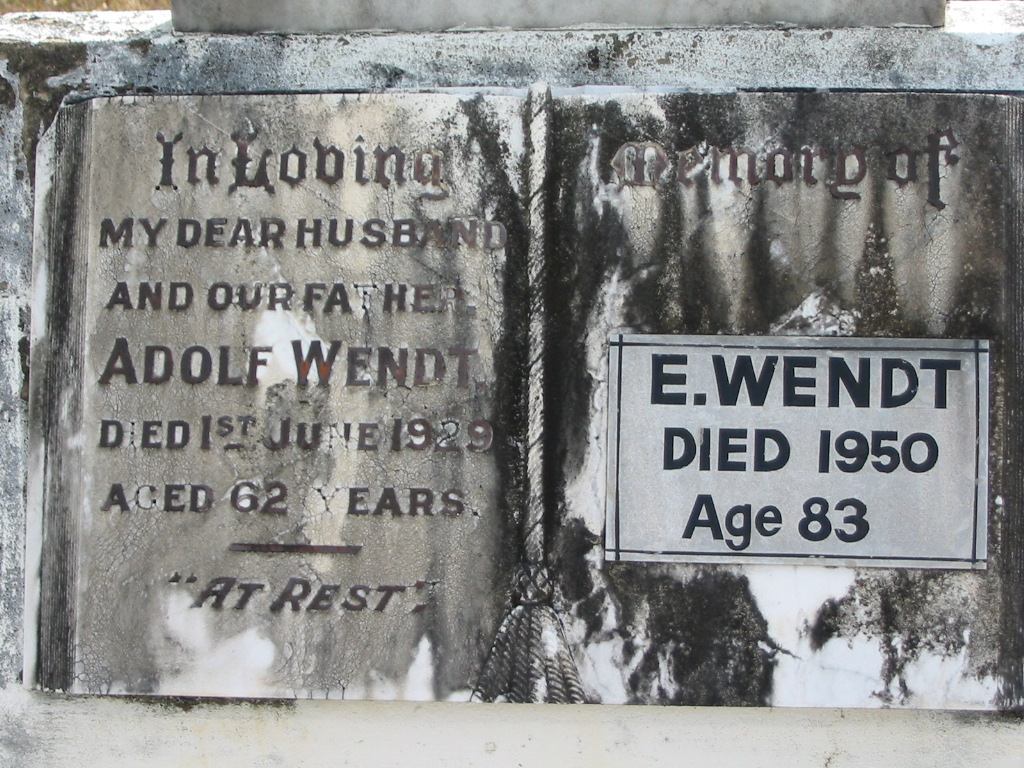 In Loving Memory of
MY DEAR HUSBAND
AND OUR FATHER.
ADOLF WENDT.
DIED 1ST JUNE 1929
AGED 62 YEARS.
"AT REST".
E.WENDT
DIED 1950
Age 83